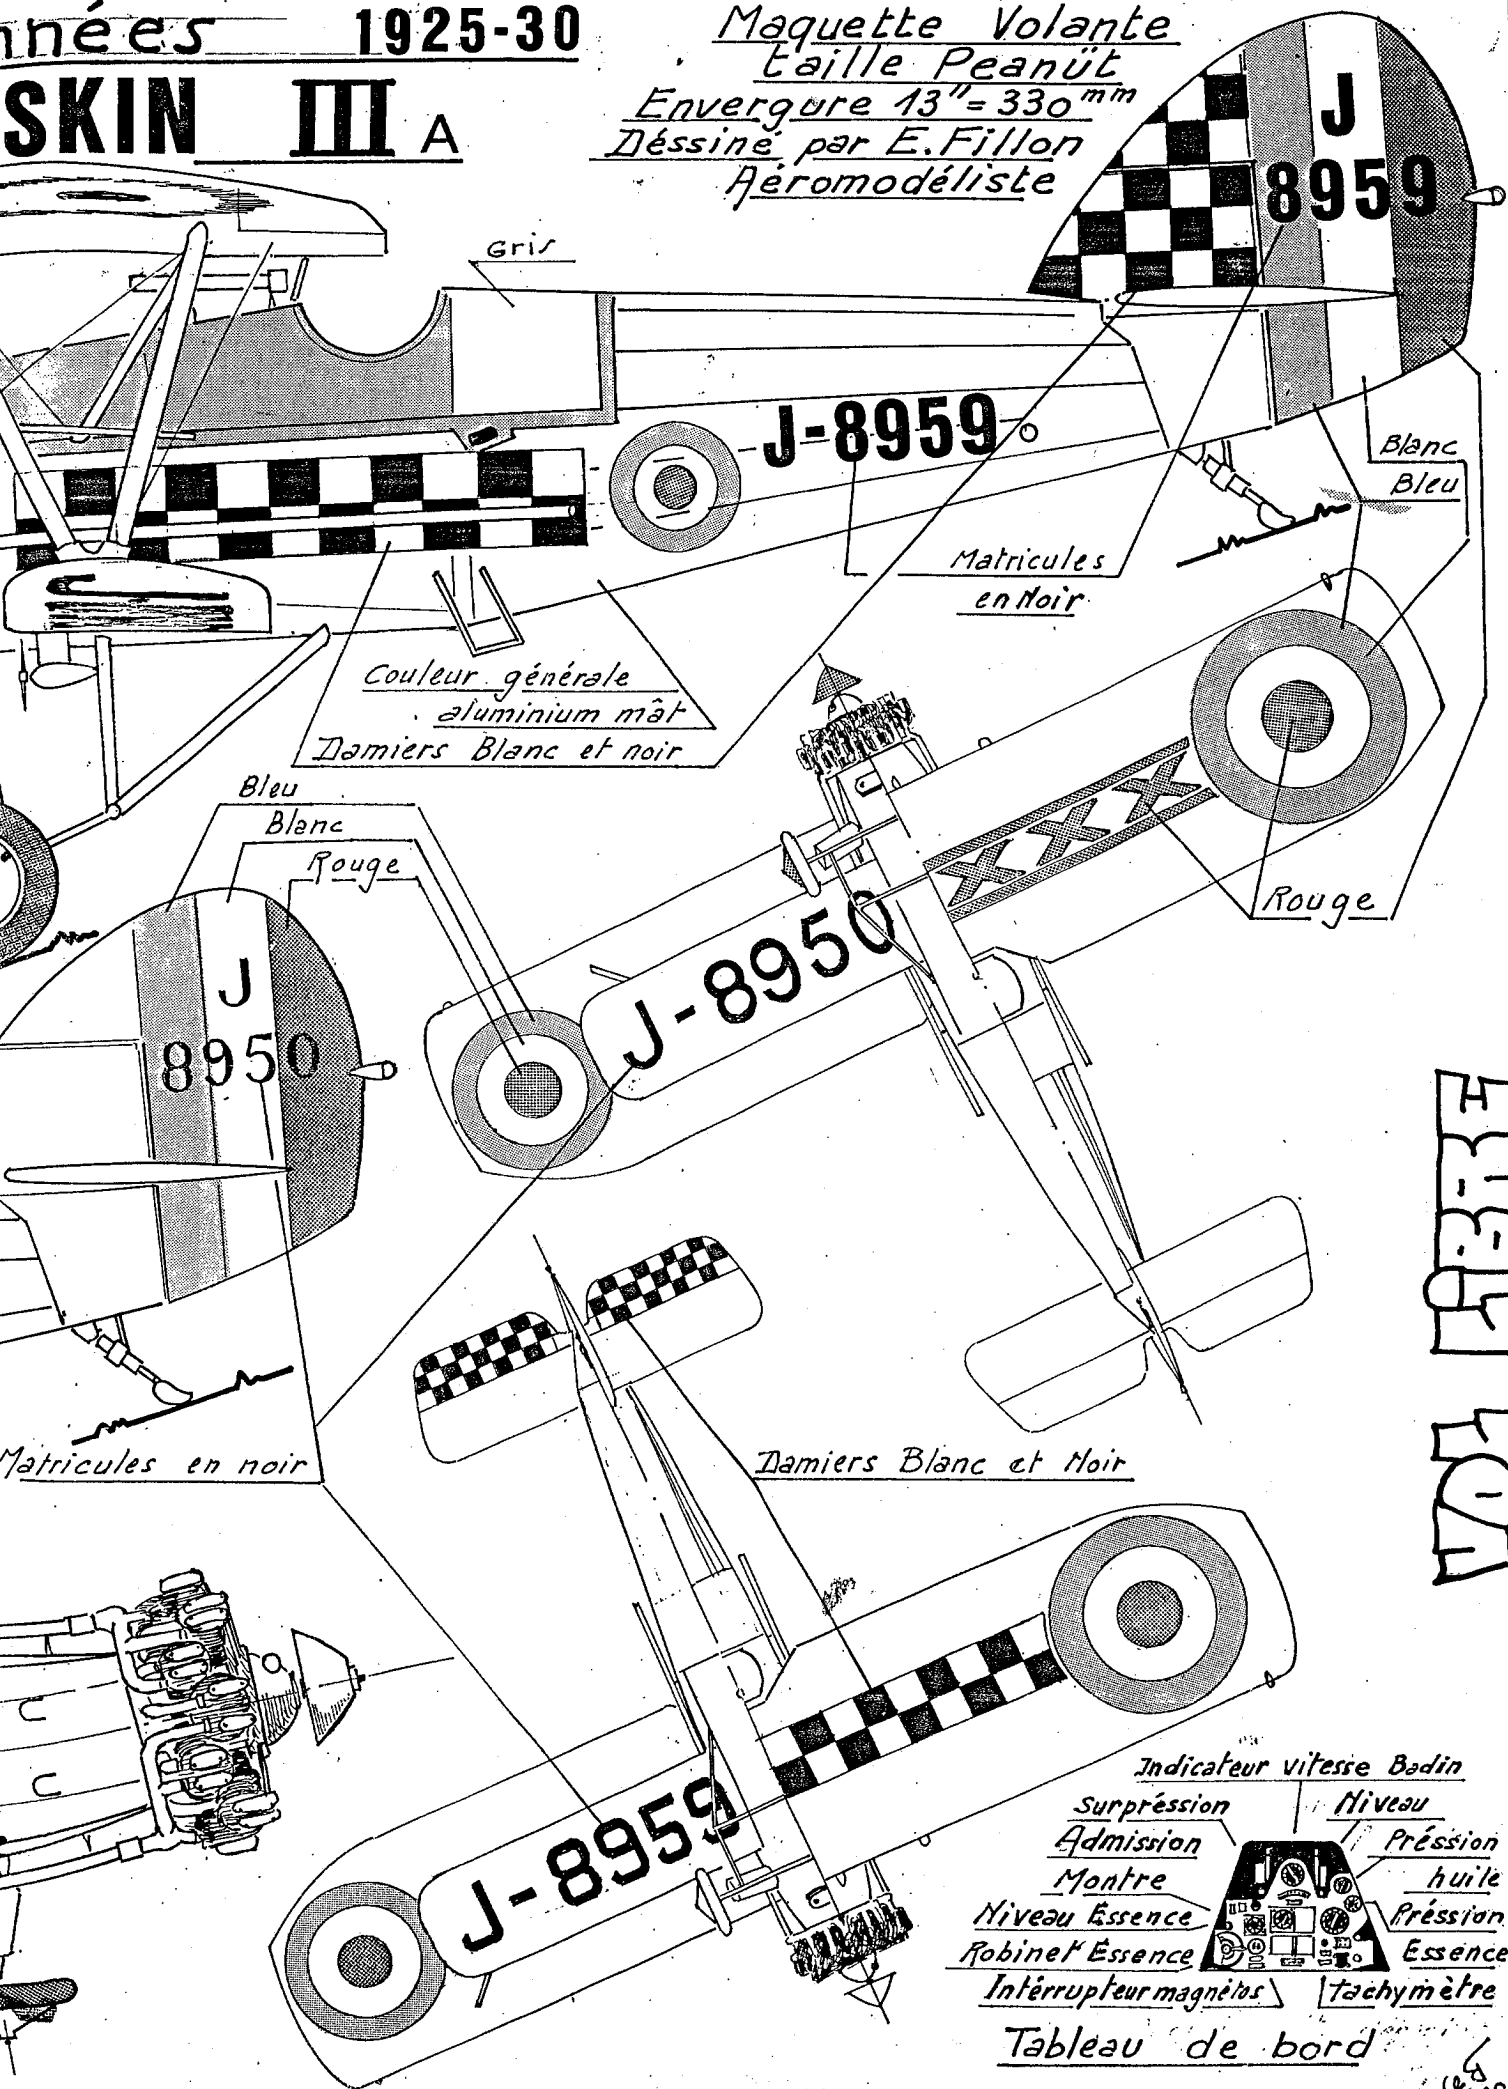 nnées 1925-30
SKIN III A
Maquette Volante
taille Peanüt
Envergure 13"= 330 mm
Déssiné par E. Fillon
Aéromodéliste
J
8959
Gris
J-8959
Blanc
Bleu
Matricules
en Noir
Couleur générale
aluminium mât
Damiers Blanc et noir
Bleu
Blanc
Rouge
Rouge
J-8950
J
8950
Matricules en noir
Damiers Blanc et Noir
J-8959
VOL LIBRE
Indicateur vitesse Badin
Surpréssion
Niveau
Admission
Préssion
huile
Montre
Niveau Essence
Préssion
Essence
Robinet Essence
Intérrupteur magnétos
tachymètre
Tableau de bord